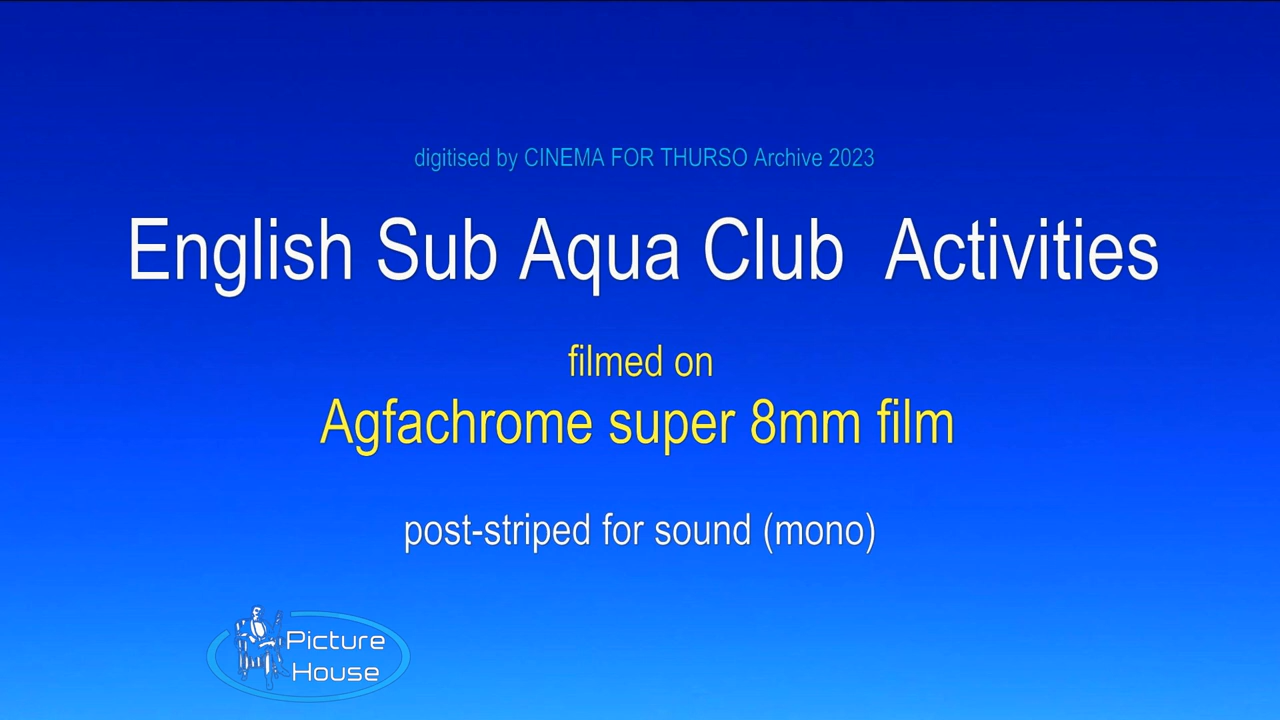 digitised by CINEMA FOR THURSO Archive 2023
English Sub Aqua Club  Activities
filmed on
Agfachrome super 8mm film
post-striped for sound (mono)
Picture
House